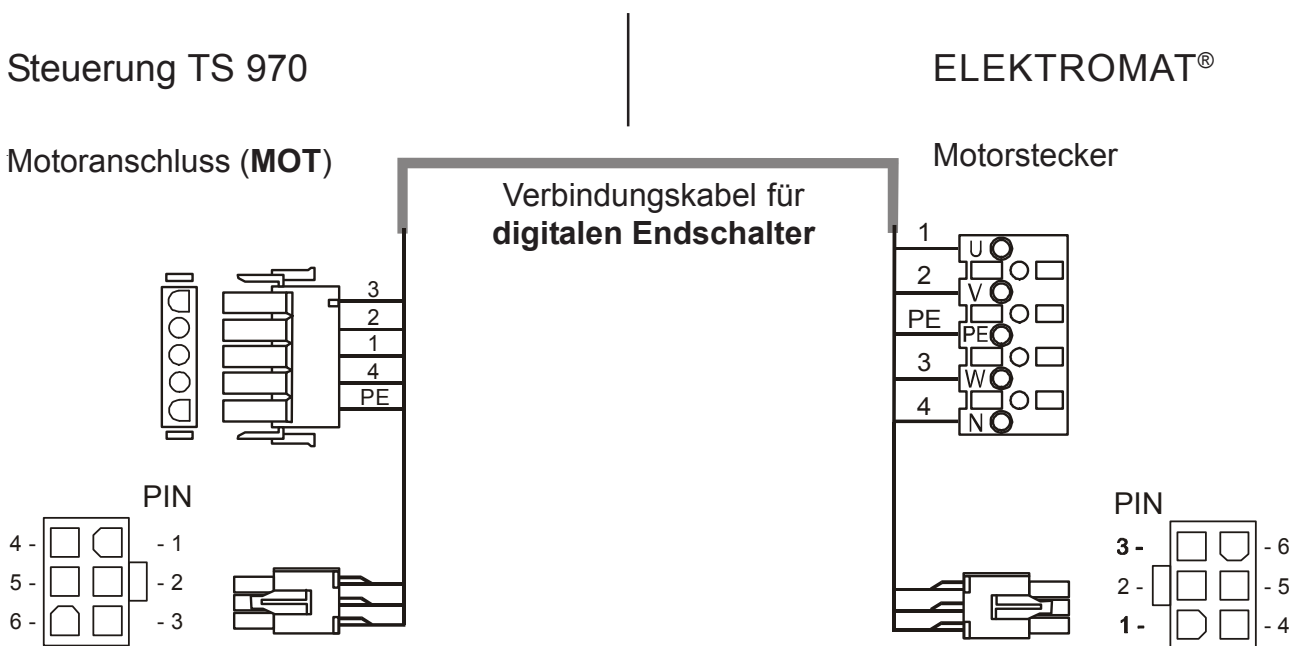 Steuerung TS 970
ELEKTROMAT®
Motoranschluss (MOT)
Motorstecker
Verbindungskabel für
digitalen Endschalter
3
2
1
4
PE
1
U
2
V
PE
PE
3
W
4
N
PIN
4 -
- 1
5 -
- 2
6 -
- 3
PIN
3 -
- 6
2 -
- 5
1 -
- 4